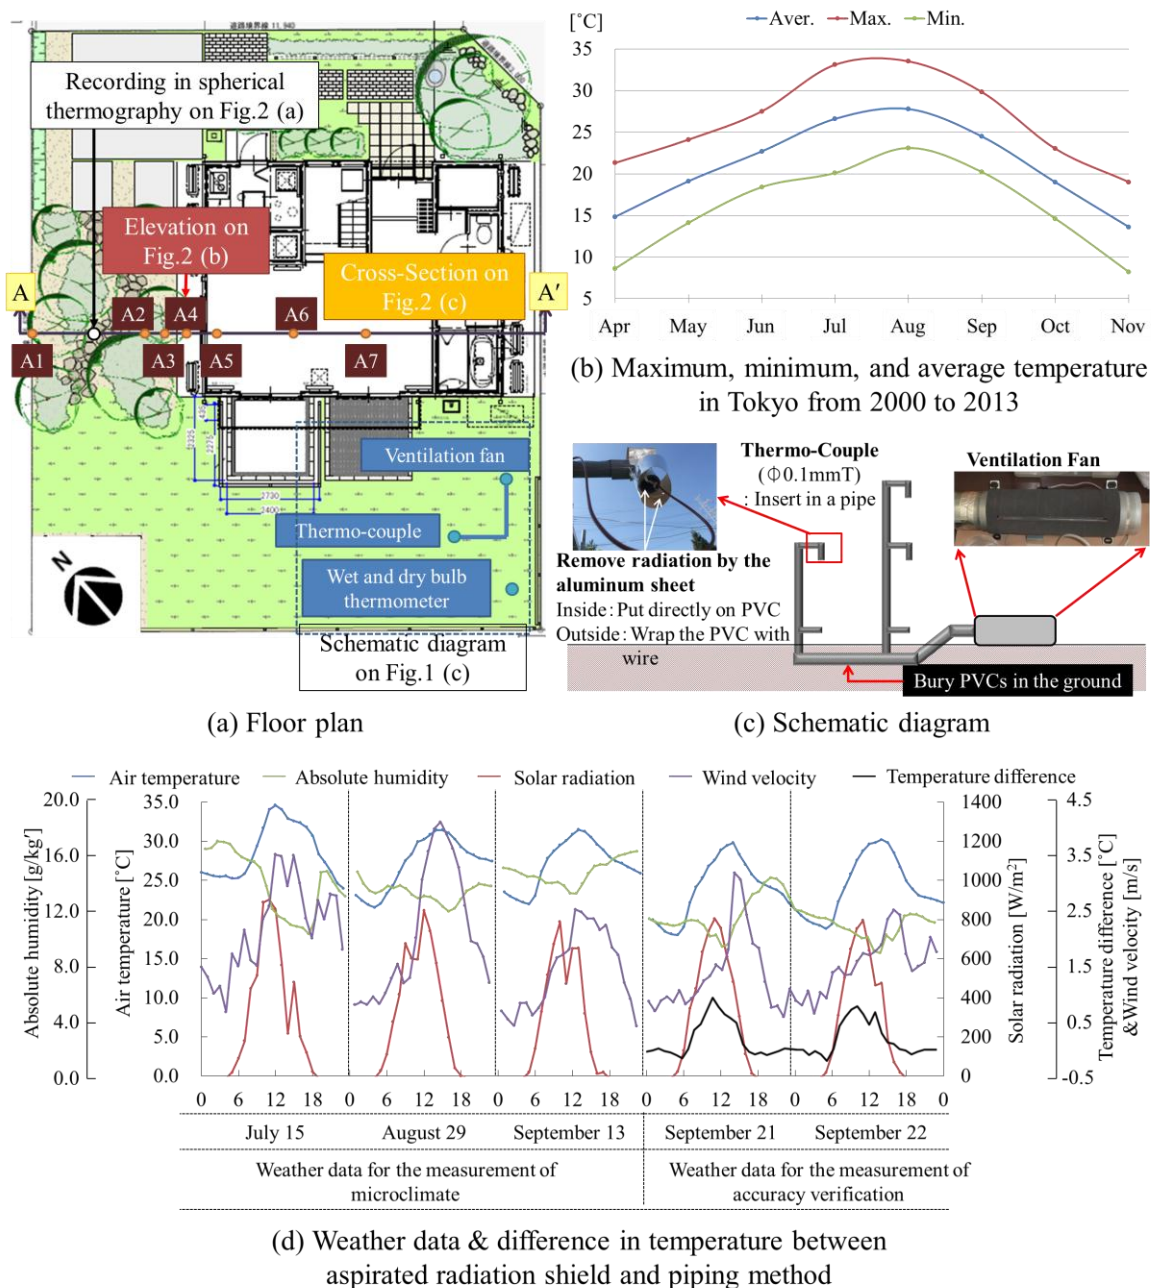 道路境界線 11,940
Recording in spherical
thermography on Fig.2 (a)
Elevation on
Fig.2 (b)
Cross-Section on
Fig.2 (c)
A
A′
A2
A4
A6
A1
A3
A5
A7
435
2325
2275
2730
2400
Ventilation fan
Thermo-couple
Wet and dry bulb
thermometer
N
Schematic diagram
on Fig.1 (c)
(a) Floor plan
[˚C]
Aver.
Max.
Min.
35
30
25
20
15
10
5
Apr
May
Jun
Jul
Aug
Sep
Oct
Nov
(b) Maximum, minimum, and average temperature
in Tokyo from 2000 to 2013
Thermo-Couple
(Φ0.1mmT)
: Insert in a pipe
Ventilation Fan
Remove radiation by the
aluminum sheet
Inside : Put directly on PVC
Outside : Wrap the PVC with
wire
Bury PVCs in the ground
(c) Schematic diagram
Air temperature
Absolute humidity
Solar radiation
Wind velocity
Temperature difference
Absolute humidity [g/kg′]
20.0
16.0
12.0
8.0
4.0
0.0
Air temperature [˚C]
35.0
30.0
25.0
20.0
15.0
10.0
5.0
0.0
1400
1200
1000
800
600
400
200
0
Solar radiation [W/m²]
4.5
3.5
2.5
1.5
0.5
-0.5
Temperature difference [˚C]
&Wind velocity [m/s]
0 6 12 18 0 6 12 18 0 6 12 18 0 6 12 18 0 6 12 18 0
July 15
August 29
September 13
September 21
September 22
Weather data for the measurement of
microclimate
Weather data for the measurement of
accuracy verification
(d) Weather data & difference in temperature between
aspirated radiation shield and piping method